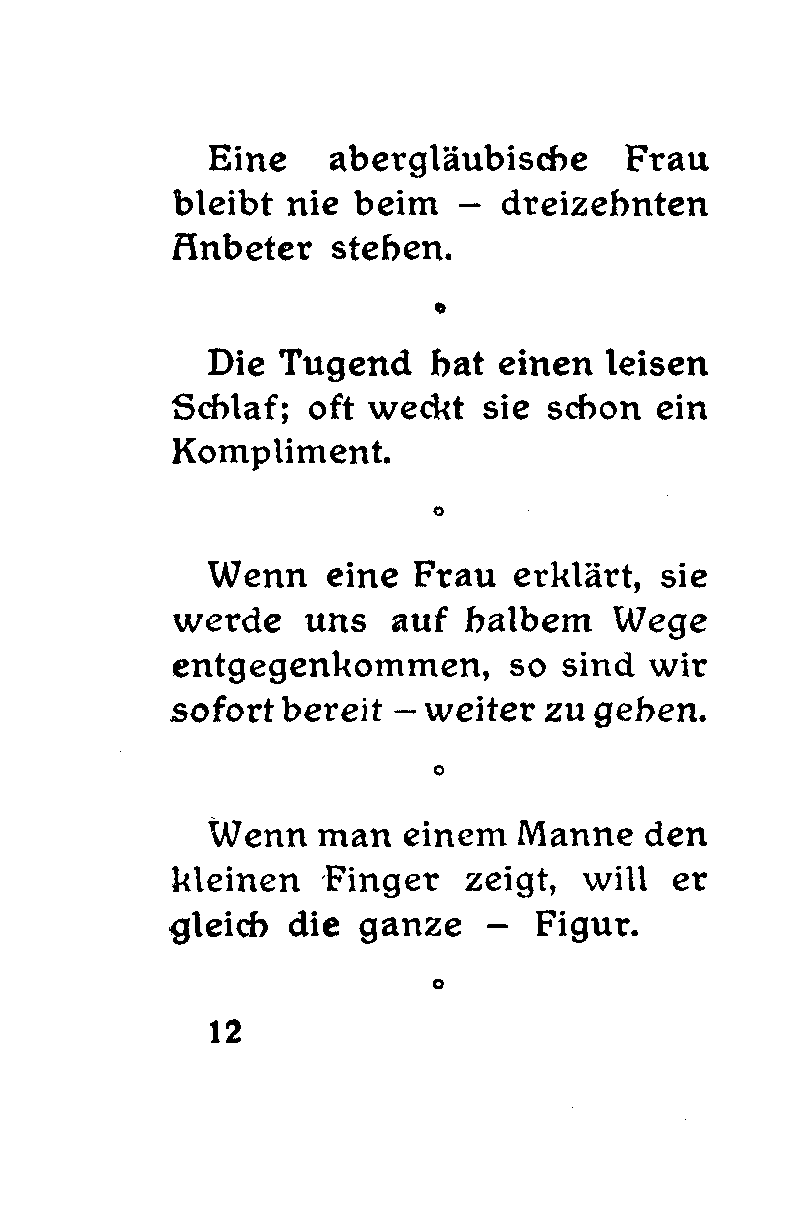 Eine abergläubische Frau
bleibt nie beim – dreizehnten
Anbeter stehen.
Die Tugend hat einen leisen
Schlaf; oft weckt sie schon ein
Kompliment.
Wenn eine Frau erklärt, sie
werde uns auf halbem Wege
entgegenkommen, so sind wir
sofort bereit – weiter zu gehen.
Wenn man einem Manne den
kleinen Finger zeigt, will er
gleich die ganze – Figur.
12